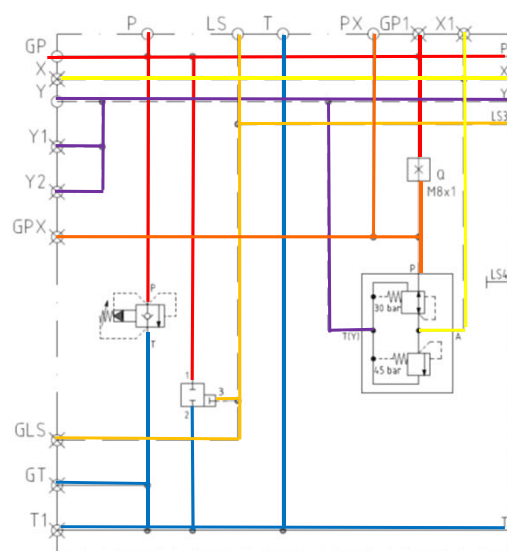 P LS T PX GP1 X1
GP P
X X
Y Y
LS3
Y1
Q
M8x1
Y2
GPX
P
LS4
P
30 bar
T(Y) A
T
45 bar
1
3
2
GLS
GT
T1 T